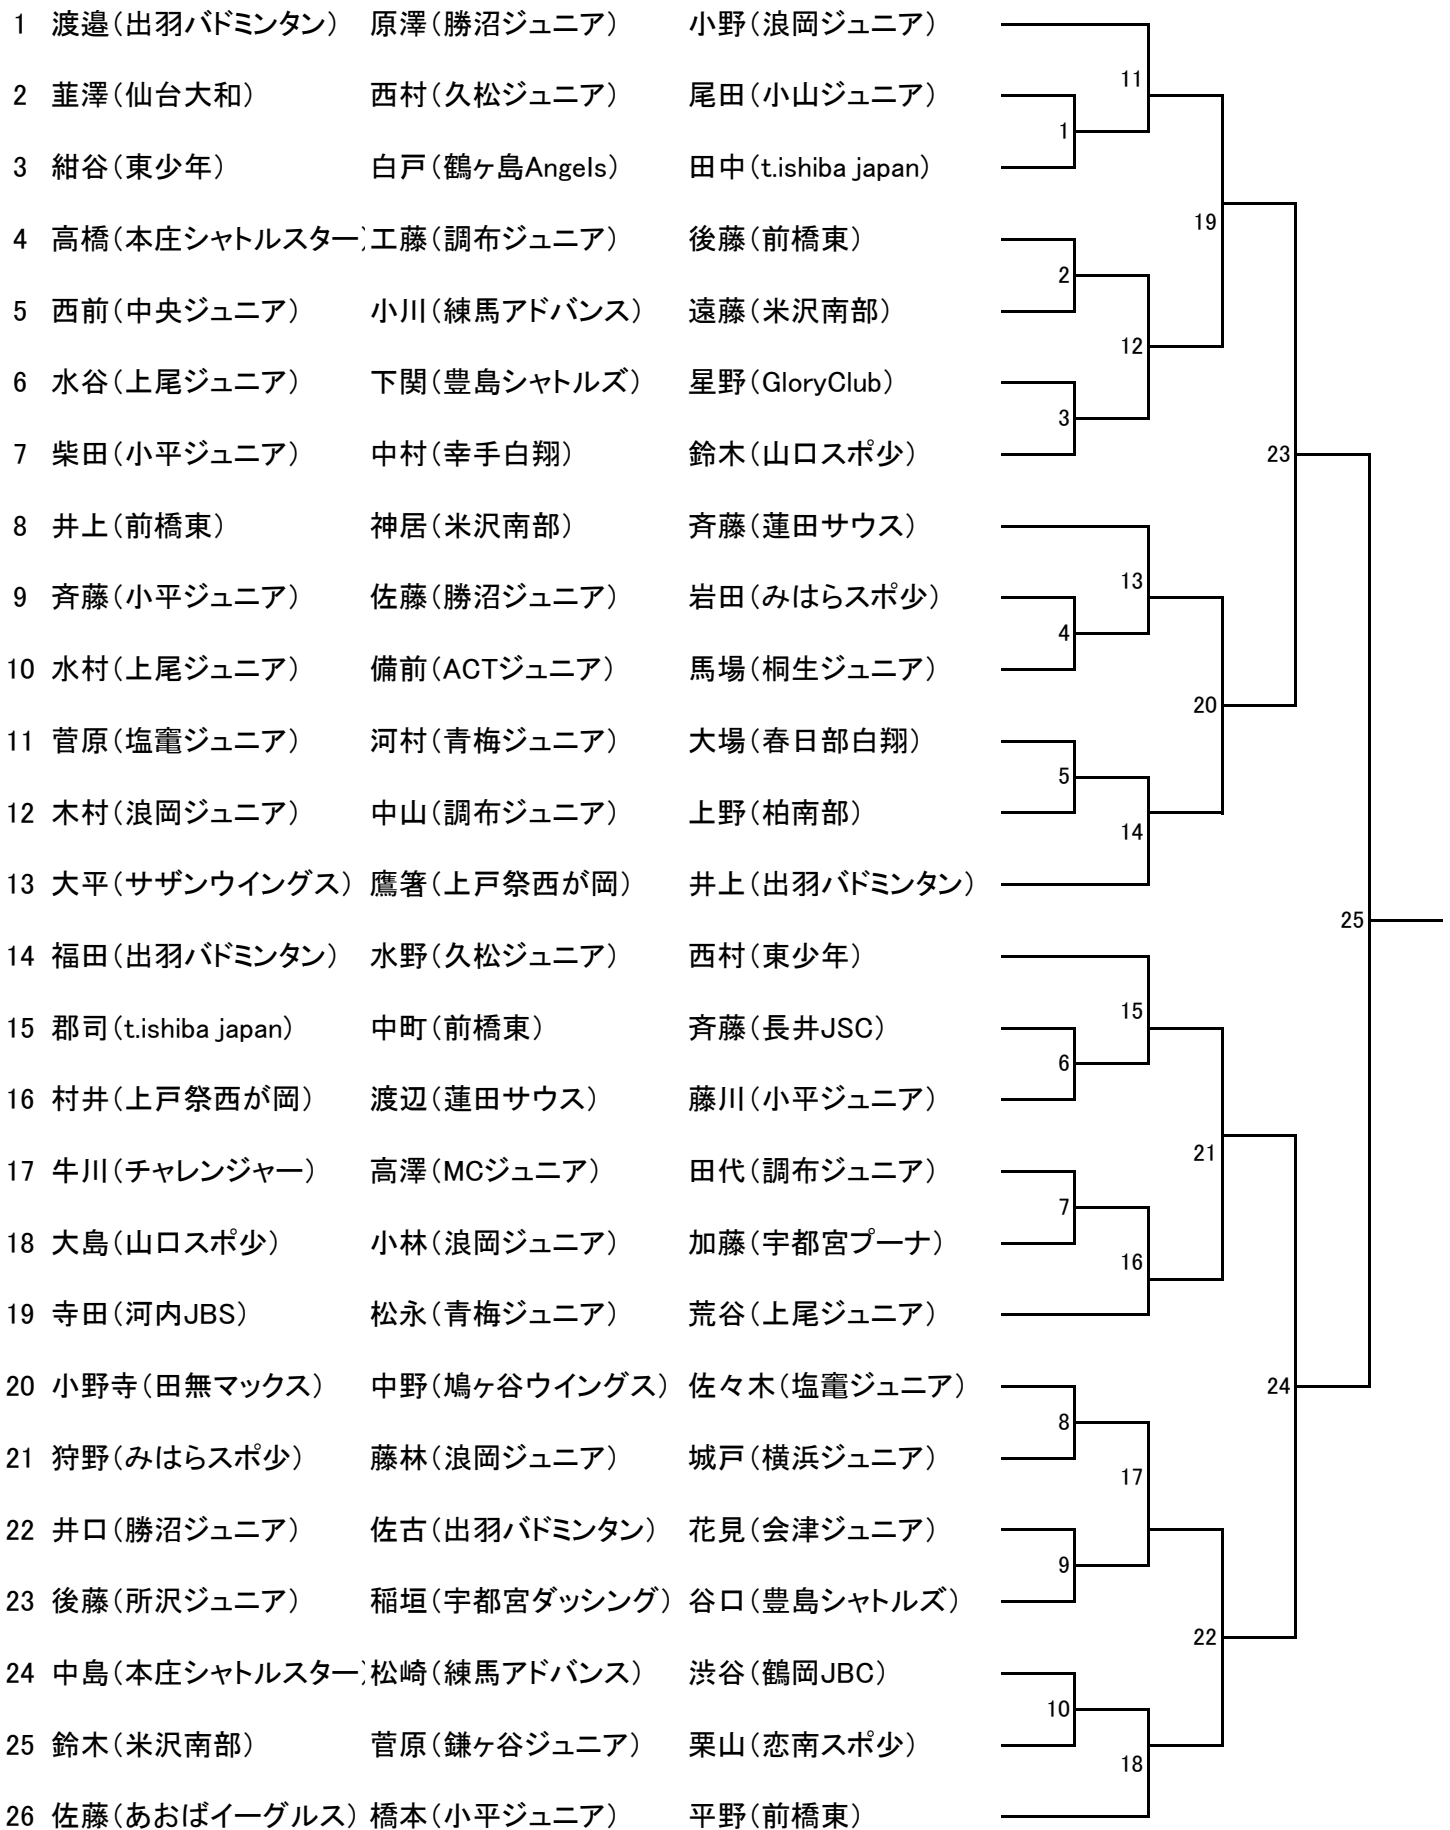 1 渡邉（出羽バドミンタン） 原澤（勝沼ジュニア） 小野（浪岡ジュニア）
11
2 韮澤（仙台大和） 西村（久松ジュニア） 尾田（小山ジュニア）
1
3 紺谷（東少年） 白戸（鶴ヶ島Angels） 田中（t.ishiba japan）
19
4 高橋（本庄シャトルスター） 工藤（調布ジュニア） 後藤（前橋東）
2
5 西前（中央ジュニア） 小川（練馬アドバンス） 遠藤（米沢南部）
12
6 水谷（上尾ジュニア） 下関（豊島シャトルズ） 星野（GloryClub）
3
7 柴田（小平ジュニア） 中村（幸手白翔） 鈴木（山口スポ少） 23
8 井上（前橋東） 神居（米沢南部） 斉藤（蓮田サウス）
13
9 斉藤（小平ジュニア） 佐藤（勝沼ジュニア） 岩田（みはらスポ少）
4
10 水村（上尾ジュニア） 備前（ACTジュニア） 馬場（桐生ジュニア）
20
11 菅原（塩竈ジュニア） 河村（青梅ジュニア） 大場（春日部白翔）
5
12 木村（浪岡ジュニア） 中山（調布ジュニア） 上野（柏南部）
14
13 大平（サザンウイングス） 鷹箸（上戸祭西が岡） 井上（出羽バドミンタン）
25
14 福田（出羽バドミンタン） 水野（久松ジュニア） 西村（東少年）
15
15 郡司（t.ishiba japan） 中町（前橋東） 斉藤（長井JSC）
6
16 村井（上戸祭西が岡） 渡辺（蓮田サウス） 藤川（小平ジュニア）
21
17 牛川（チャレンジャー） 高澤（MCジュニア） 田代（調布ジュニア）
7
18 大島（山口スポ少） 小林（浪岡ジュニア） 加藤（宇都宮プーナ）
16
19 寺田（河内JBS） 松永（青梅ジュニア） 荒谷（上尾ジュニア）
20 小野寺（田無マックス） 中野（鳩ヶ谷ウイングス） 佐々木（塩竈ジュニア） 24
8
21 狩野（みはらスポ少） 藤林（浪岡ジュニア） 城戸（横浜ジュニア）
17
22 井口（勝沼ジュニア） 佐古（出羽バドミンタン） 花見（会津ジュニア）
9
23 後藤（所沢ジュニア） 稲垣（宇都宮ダッシング） 谷口（豊島シャトルズ）
22
24 中島（本庄シャトルスター） 松崎（練馬アドバンス） 渋谷（鶴岡JBC）
10
25 鈴木（米沢南部） 菅原（鎌ヶ谷ジュニア） 栗山（恋南スポ少）
18
26 佐藤（あおばイーグルス） 橋本（小平ジュニア） 平野（前橋東）